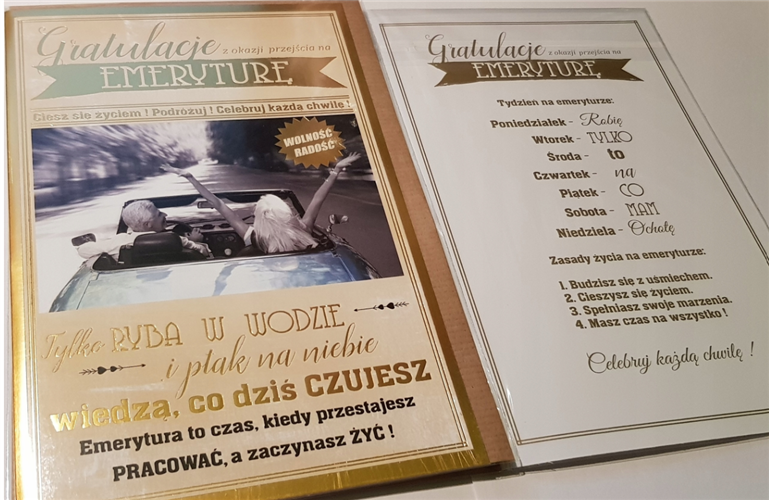 Gratulacje z okazji przejścia na
EMERYTURĘ
Ciesz się życiem ! Podróżuj ! Celebruj każdą chwilę !
WOLNOŚĆ
RADOŚĆ
Tylko RYBA W WODZIE
i ptak na niebie
wiedzą, co dziś CZUJESZ
Emerytura to czas, kiedy przestajesz
PRACOWAĆ, a zaczynasz ŻYĆ !
Gratulacje z okazji przejścia na
EMERYTURĘ
Tydzień na emeryturze:
Poniedziałek - Robię
Wtorek - TYLKO
Środa - to
Czwartek - na
Piątek - CO
Sobota - MAM
Niedziela - Ochotę
Zasady życia na emeryturze:
1. Budzisz się z uśmiechem.
2. Cieszysz się życiem.
3. Spełniasz swoje marzenia.
4. Masz czas na wszystko !
Celebruj każdą chwilę !